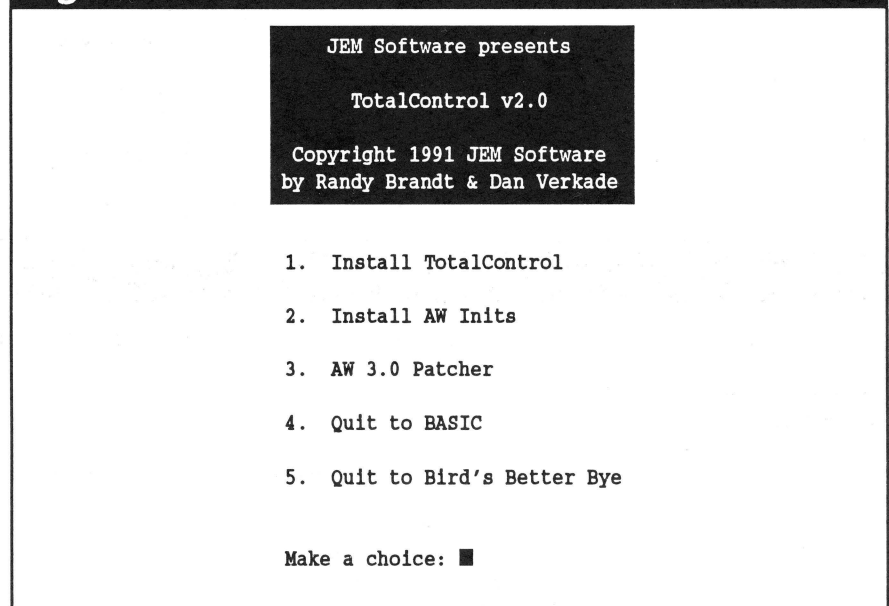 JEM Software presents
TotalControl v2.0
Copyright 1991 JEM Software
by Randy Brandt & Dan Verkade
1. Install TotalControl
2. Install AW Inits
3. AW 3.0 Patcher
4. Quit to BASIC
5. Quit to Bird's Better Bye
Make a choice: